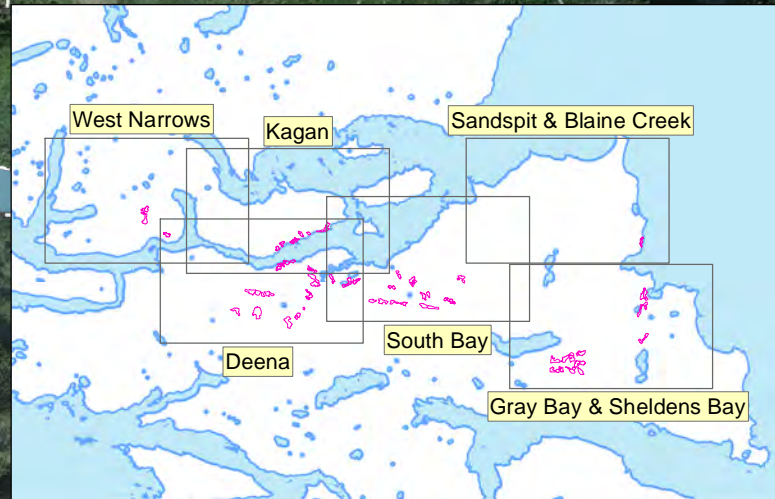 West Narrows
Kagan
Sandspit & Blaine Creek
South Bay
Deena
Gray Bay & Sheldens Bay